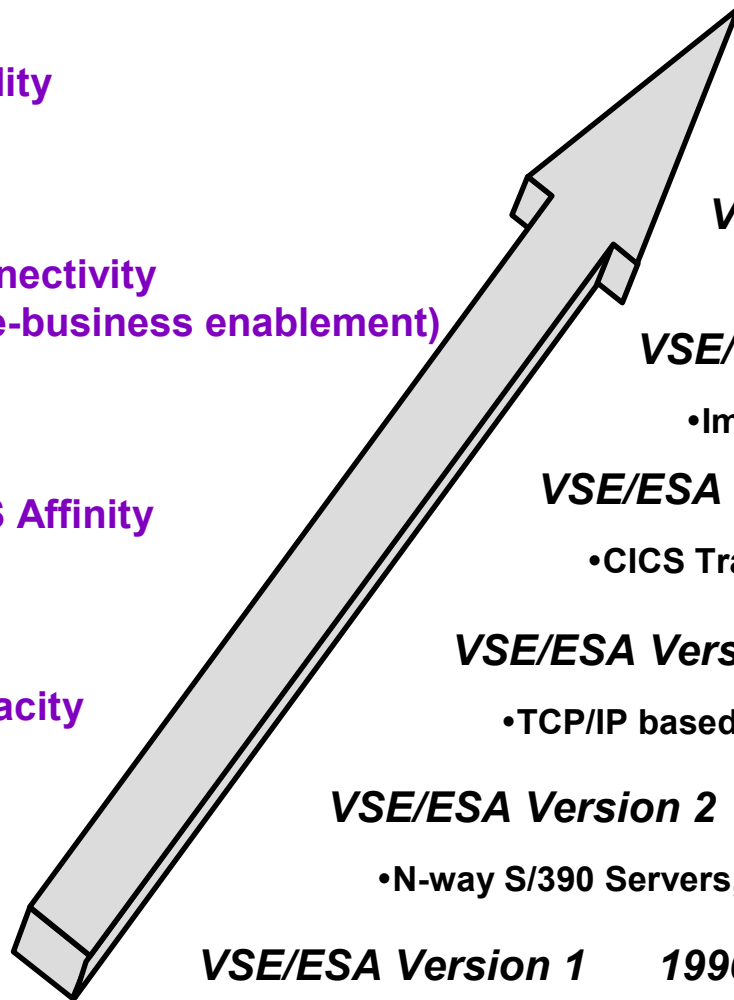 lity
V
nectivity
e-business enablement)
VSE/
•Im
VSE/ESA
S Affinity
•CICS Tra
VSE/ESA Vers
acity
•TCP/IP based
VSE/ESA Version 2
•N-way S/390 Servers,
VSE/ESA Version 1 1990